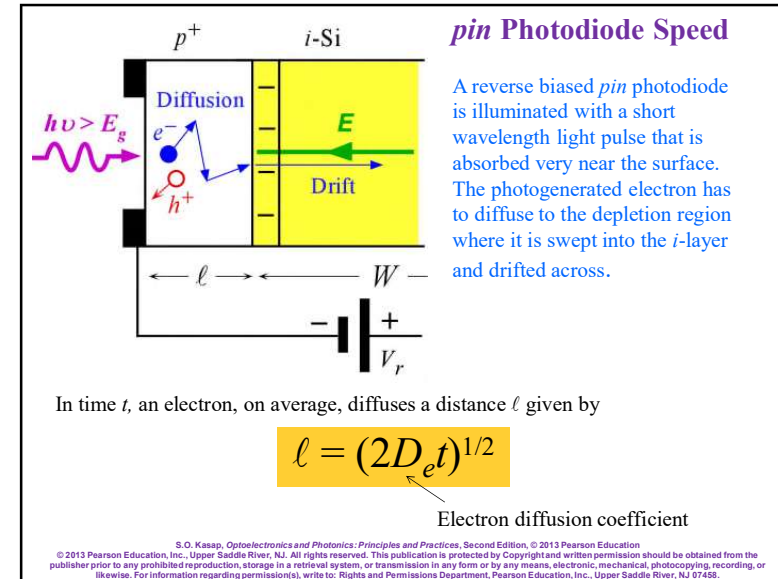 pin Photodiode Speed
p+ i-Si
A reverse biased pin photodiode
is illuminated with a short
wavelength light pulse that is
absorbed very near the surface.
The photogenerated electron has
to diffuse to the depletion region
where it is swept into the i-layer
and drifted across.
Diffusion
hυ > Eg
e−
E
h+
Drift
ℓ
W
− +
Vr
In time t, an electron, on average, diffuses a distance ℓ given by
ℓ = (2Det)1/2
Electron diffusion coefficient
S.O. Kasap, Optoelectronics and Photonics: Principles and Practices, Second Edition, © 2013 Pearson Education
© 2013 Pearson Education, Inc., Upper Saddle River, NJ. All rights reserved. This publication is protected by Copyright and written permission should be obtained from the
publisher prior to any prohibited reproduction, storage in a retrieval system, or transmission in any form or by any means, electronic, mechanical, photocopying, recording, or
likewise. For information regarding permission(s), write to: Rights and Permissions Department, Pearson Education, Inc., Upper Saddle River, NJ 07458.